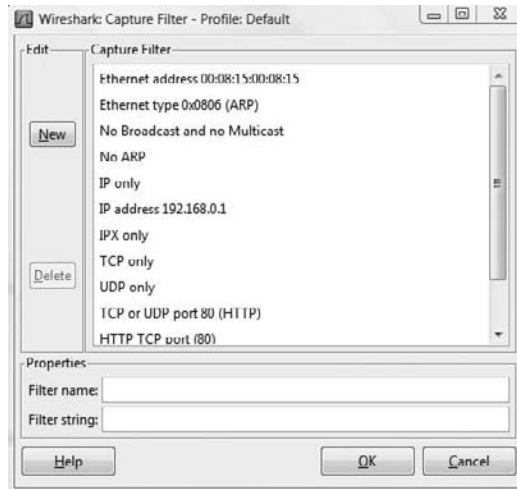 Wireshark: Capture Filter - Profile: Default
Edit
Capture Filter
Ethernet address 00:08:15:00:08:15
Ethernet type 0x0806 (ARP)
New
No Broadcast and no Multicast
No ARP
IP only
IP address 192.168.0.1
IPX only
TCP only
Delete
UDP only
TCP or UDP port 80 (HTTP)
HTTP TCP port (80)
Properties
Filter name:
Filter string:
Help
OK
Cancel